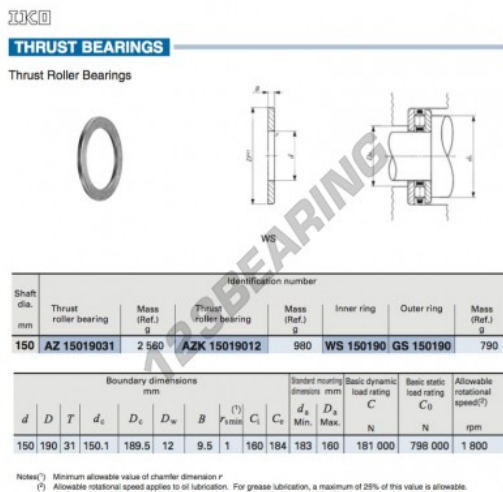 IKO
THRUST BEARINGS
Thrust Roller Bearings
B
r
D d
Da da
WS
123BEARING
Identification number
Shaft dia. mm Thrust roller bearing Mass (Ref.) g Thrust roller bearing Mass (Ref.) g Inner ring Outer ring Mass (Ref.) g
150 AZ 15019031 2 560 AZK 15019012 980 WS 150190 GS 150190 790
Boundary dimensions mm Standard mounting dimensions mm Basic dynamic load rating C N Basic static load rating C0 N Allowable rotational speed(2) rpm
d D T dc Dc Dw B rs min(1) Ci Ce da Min. Da Max.
150 190 31 150.1 189.5 12 9.5 1 160 184 183 160 181 000 798 000 1 800
Notes(1) Minimum allowable value of chamfer dimension r
(2) Allowable rotational speed applies to oil lubrication. For grease lubrication, a maximum of 25% of this value is allowable.